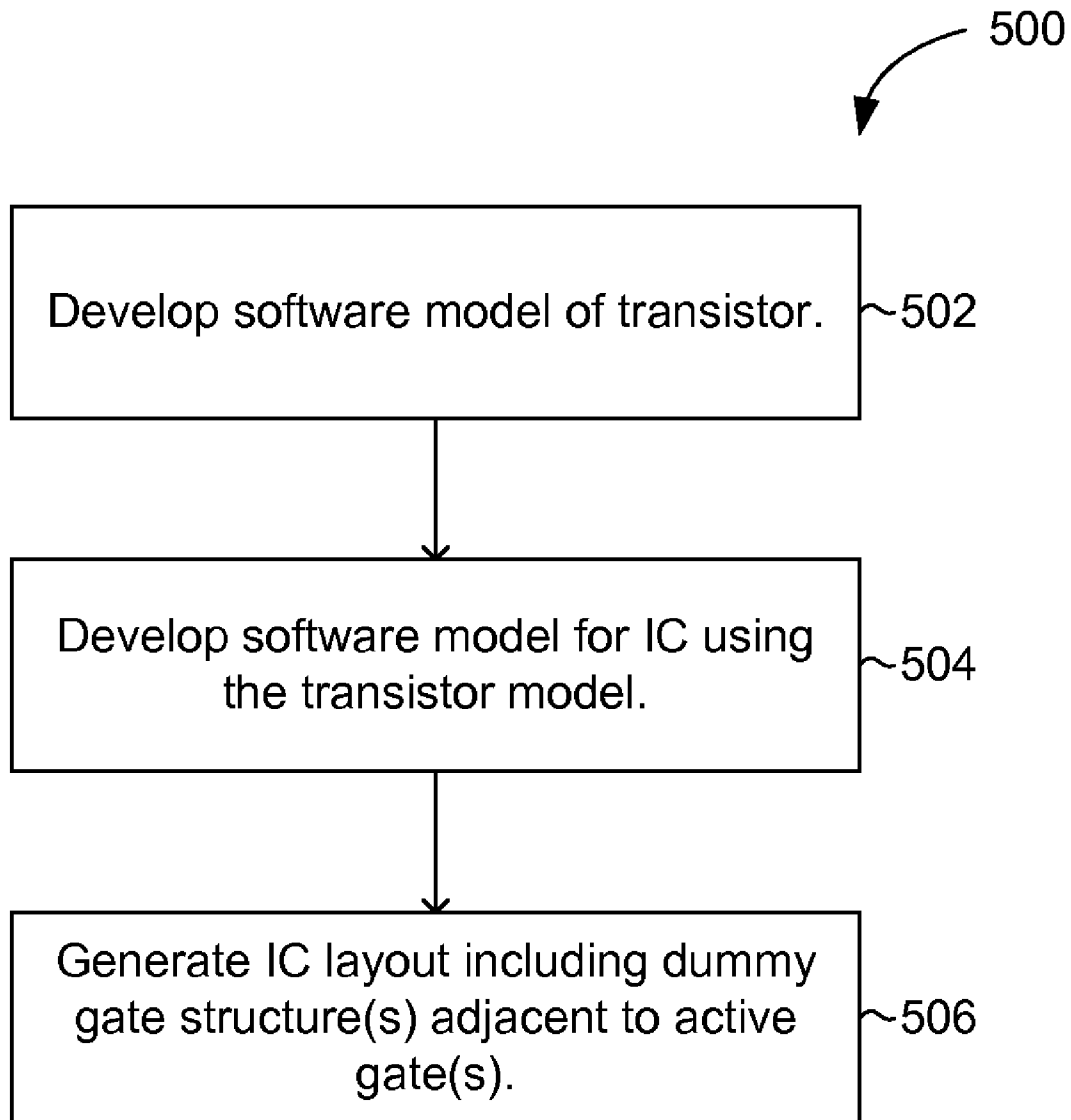 500
Develop software model of transistor.
502
Develop software model for IC using
the transistor model.
504
Generate IC layout including dummy
gate structure(s) adjacent to active
gate(s).
506